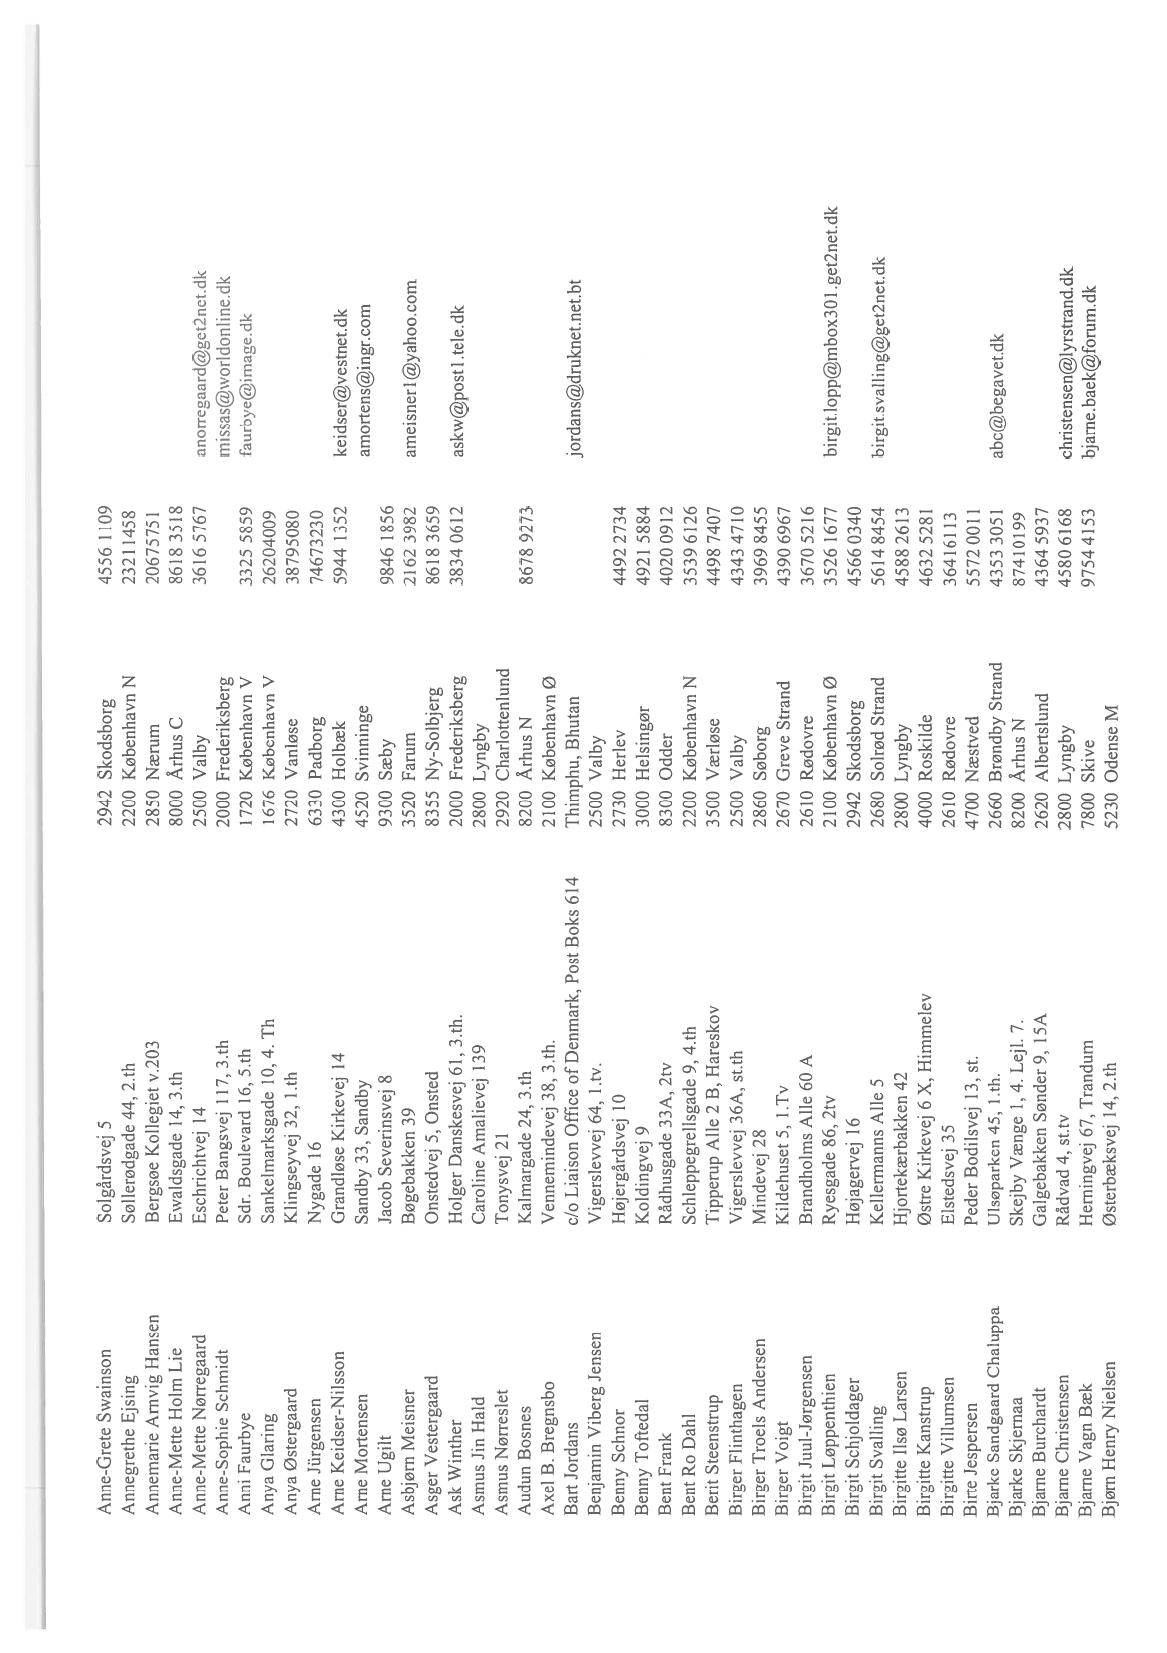 Anne-Grete Swainson Solgårdsvej 5 2942 Skodsborg 4556 1109
Annegrethe Ejsing Søllerødgade 44, 2.th 2200 København N 23211458
Annemarie Arnvig Hansen Bergsøe Kollegiet v.203 2850 Nærum 20675751
Anne-Mette Holm Lie Ewaldsgade 14, 3.th 8000 Århus C 8618 3518
Anne-Mette Nørregaard Eschrichtvej 14 2500 Valby 3616 5767 anorregaard@get2net.dk
Anne-Sophie Schmidt Peter Bangsvej 117, 3.th 2000 Frederiksberg missas@worldonline.dk
Anni Faurbye Sdr. Boulevard 16, 5.th 1720 København V 3325 5859 faurbye@image.dk
Anya Glaring Sankelmarksgade 10, 4. Th 1676 København V 26204009
Anya Østergaard Klingseyvej 32, 1.th 2720 Vanløse 38795080
Arne Jürgensen Nygade 16 6330 Padborg 74673230
Arne Keidser-Nilsson Grandløse Kirkevej 14 4300 Holbæk 5944 1352 keidser@vestnet.dk
Arne Mortensen Sandby 33, Sandby 4520 Svinninge amortens@ingr.com
Arne Ugilt Jacob Severinsvej 8 9300 Sæby 9846 1856
Asbjørn Meisner Bøgebakken 39 3520 Farum 2162 3982 ameisner1@yahoo.com
Asger Vestergaard Onstedvej 5, Onsted 8355 Ny-Solbjerg 8618 3659
Ask Winther Holger Danskesvej 61, 3.th. 2000 Frederiksberg 3834 0612 askw@post1.tele.dk
Asmus Jin Hald Caroline Amalievej 139 2800 Lyngby
Asmus Nørreslet Tonysvej 21 2920 Charlottenlund
Audun Bosnes Kalmargade 24, 3.th 8200 Århus N 8678 9273
Axel B. Bregnsbo Vennemindevej 38, 3.th. 2100 København Ø
Bart Jordans c/o Liaison Office of Denmark, Post Boks 614 Thimphu, Bhutan jordans@druknet.net.bt
Benjamin Viberg Jensen Vigerslevvej 64, 1.tv. 2500 Valby
Benny Schnor Højergårdsvej 10 2730 Herlev 4492 2734
Benny Toftedal Koldingvej 9 3000 Helsingør 4921 5884
Bent Frank Rådhusgade 33A, 2tv 8300 Odder 4020 0912
Bent Ro Dahl Schleppegrellsgade 9, 4.th 2200 København N 3539 6126
Berit Steenstrup Tipperup Alle 2 B, Hareskov 3500 Værløse 4498 7407
Birger Flinthagen Vigerslevvej 36A, st.th 2500 Valby 4343 4710
Birger Troels Andersen Mindevej 28 2860 Søborg 3969 8455
Birger Voigt Kildehuset 5, 1.Tv 2670 Greve Strand 4390 6967
Birgit Juul-Jørgensen Brandholms Alle 60 A 2610 Rødovre 3670 5216
Birgit Løppenthien Ryesgade 86, 2tv 2100 København Ø 3526 1677 birgit.lopp@mbox301.get2net.dk
Birgit Schjoldager Højagervej 16 2942 Skodsborg 4566 0340
Birgit Svalling Kellermanns Alle 5 2680 Solrød Strand 5614 8454 birgit.svalling@get2net.dk
Birgitte Ilsø Larsen Hjortekærbakken 42 2800 Lyngby 4588 2613
Birgitte Kanstrup Østre Kirkevej 6 X, Himmelev 4000 Roskilde 4632 5281
Birgitte Villumsen Elstedsvej 35 2610 Rødovre 36416113
Birte Jespersen Peder Bodilsvej 13, st. 4700 Næstved 5572 0011
Bjarke Sandgaard Chaluppa Ulsøparken 45, 1.th. 2660 Brøndby Strand 4353 3051 abc@begavet.dk
Bjarke Skjernaa Skejby Vænge 1, 4. Lejl. 7. 8200 Århus N 87410199
Bjarne Burchardt Galgebakken Sønder 9, 15A 2620 Albertslund 4364 5937
Bjarne Christensen Rådvad 4, st.tv 2800 Lyngby 4580 6168 christensen@lyrstrand.dk
Bjarne Vagn Bæk Herningvej 67, Trandum 7800 Skive 9754 4153 bjarne.baek@forum.dk
Bjørn Henry Nielsen Østerbæksvej 14, 2.th 5230 Odense M